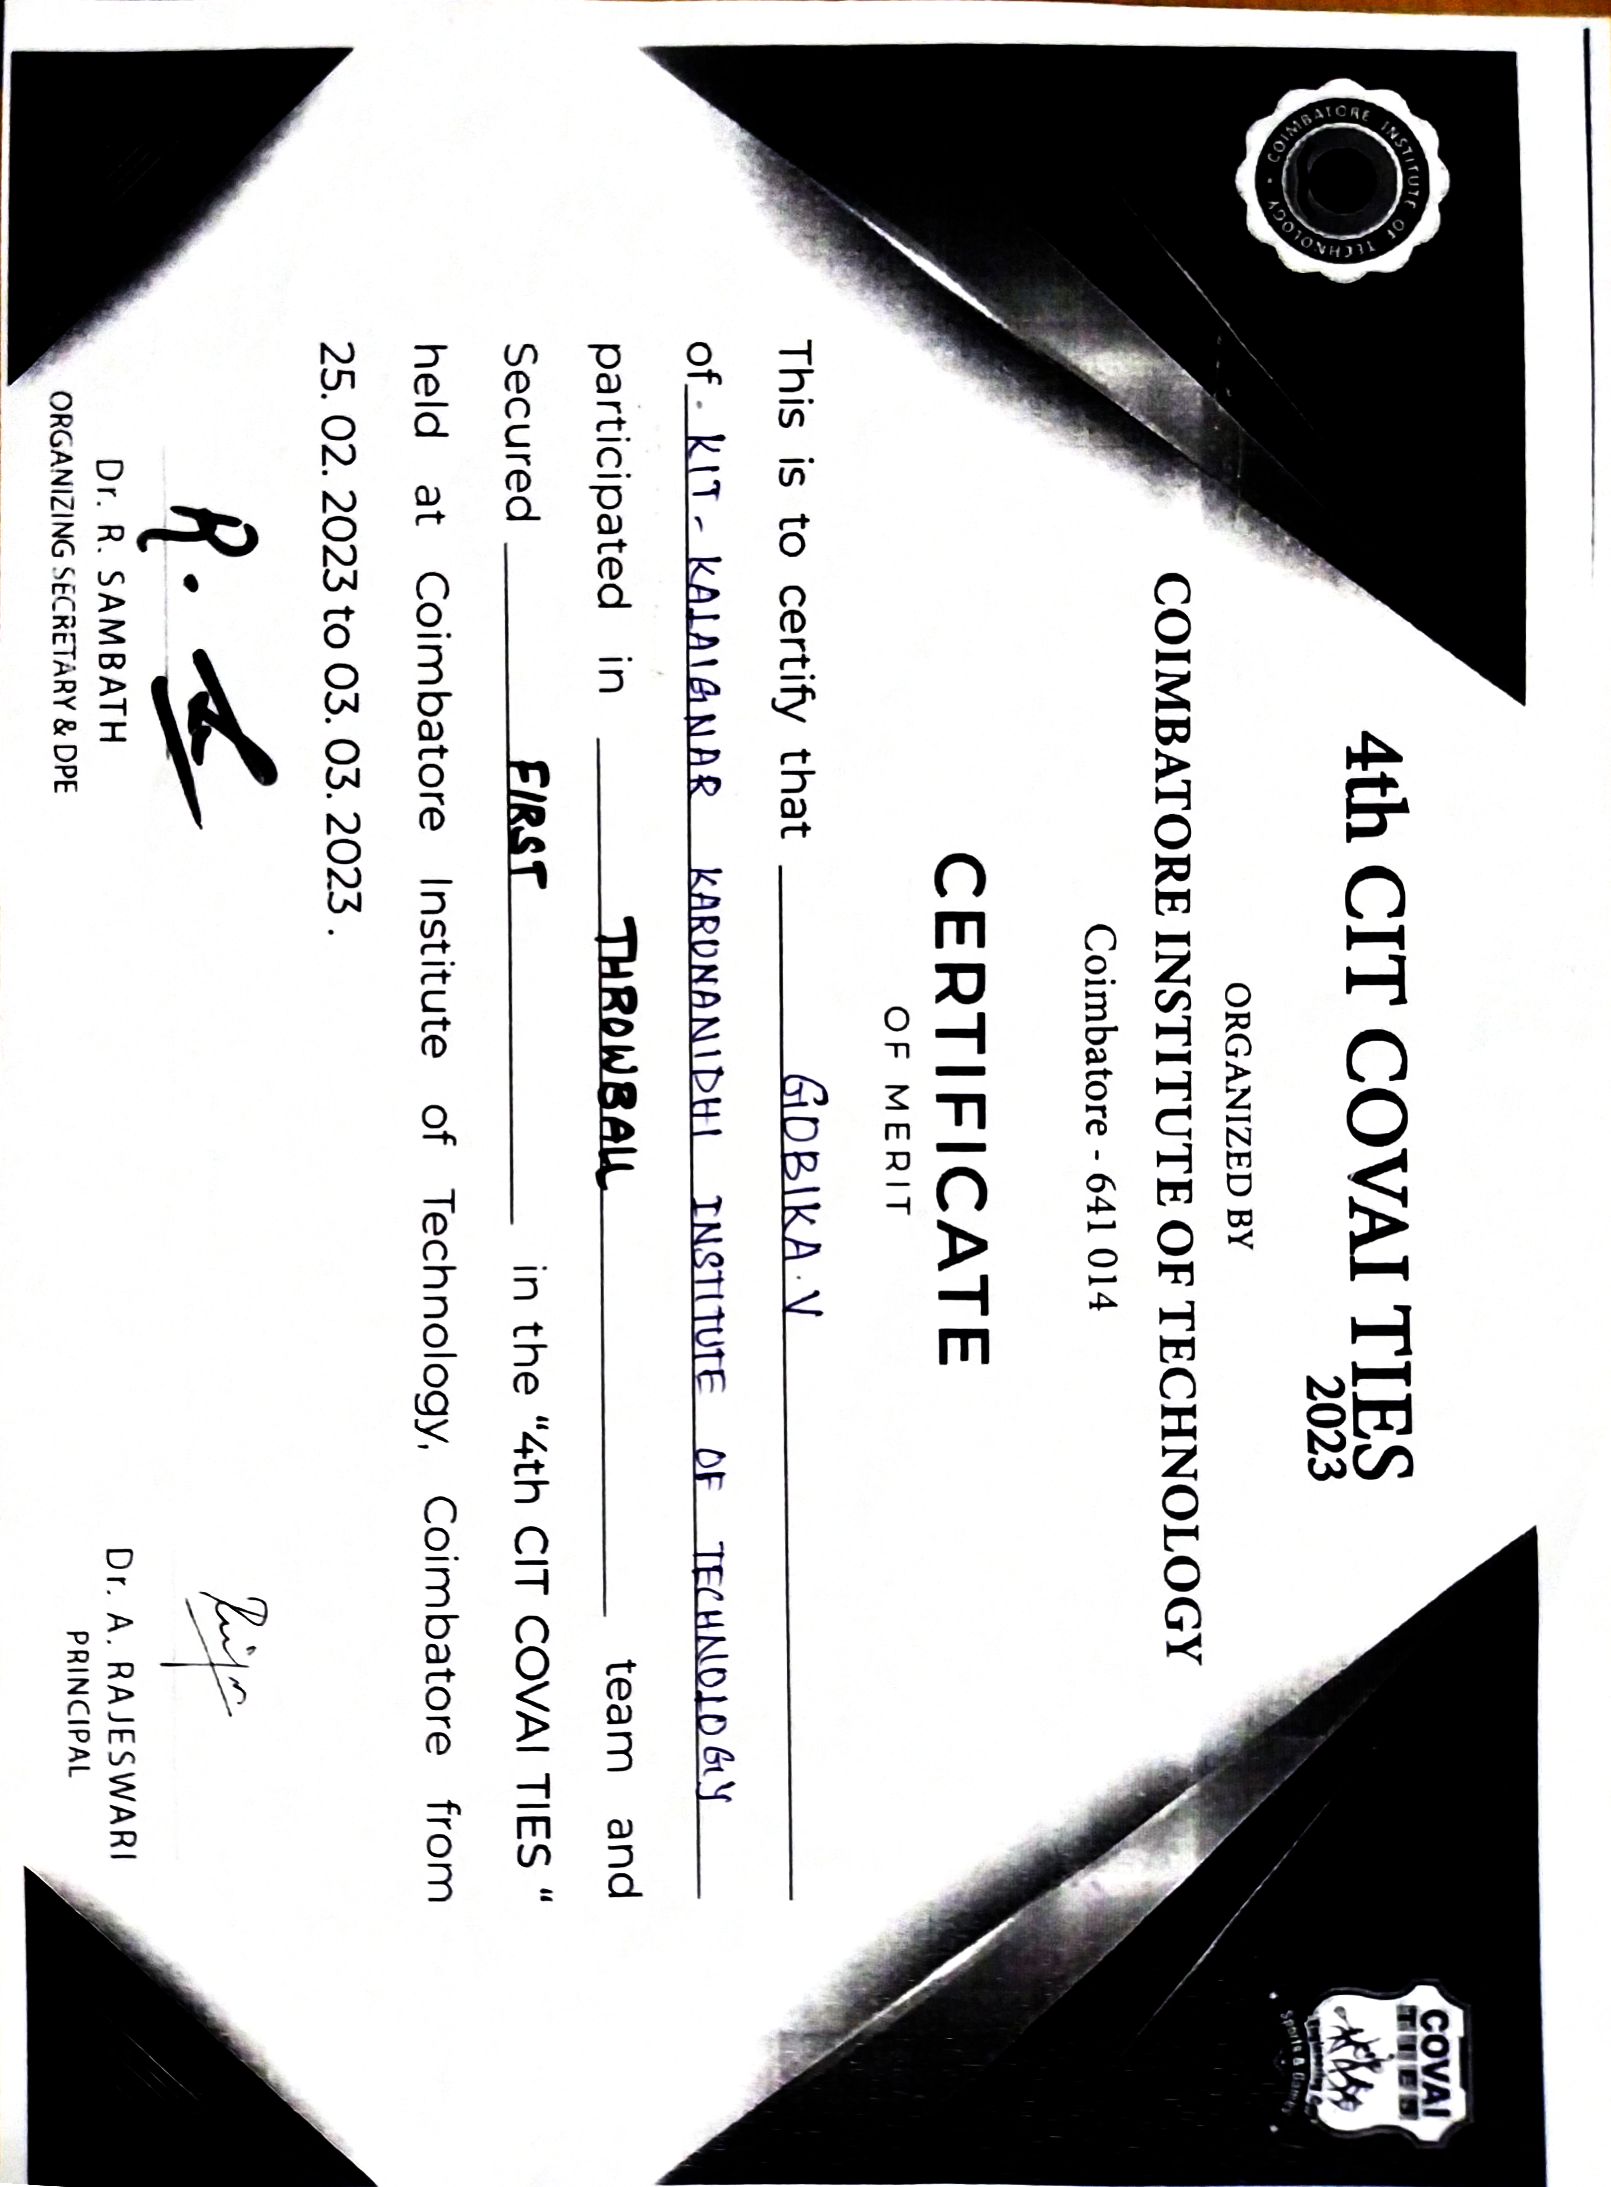 COIMBATORE INSTITUTE OF TECHNOLOGY
COVAI
TIES
Sports & Games
4th CIT COVAI TIES
2023
ORGANIZED BY
COIMBATORE INSTITUTE OF TECHNOLOGY
Coimbatore - 641 014
CERTIFICATE
OF MERIT
This is to certify that GOBIKA.V
of. KIT - KALAIGNAR KARUNANIDHI INSTITUTE OF TECHNOLOGY
participated in THROWBALL team and
Secured FIRST in the "4th CIT COVAI TIES "
held at Coimbatore Institute of Technology, Coimbatore from
25. 02. 2023 to 03. 03. 2023 .
Dr. R. SAMBATH
ORGANIZING SECRETARY & DPE
Dr. A. RAJESWARI
PRINCIPAL